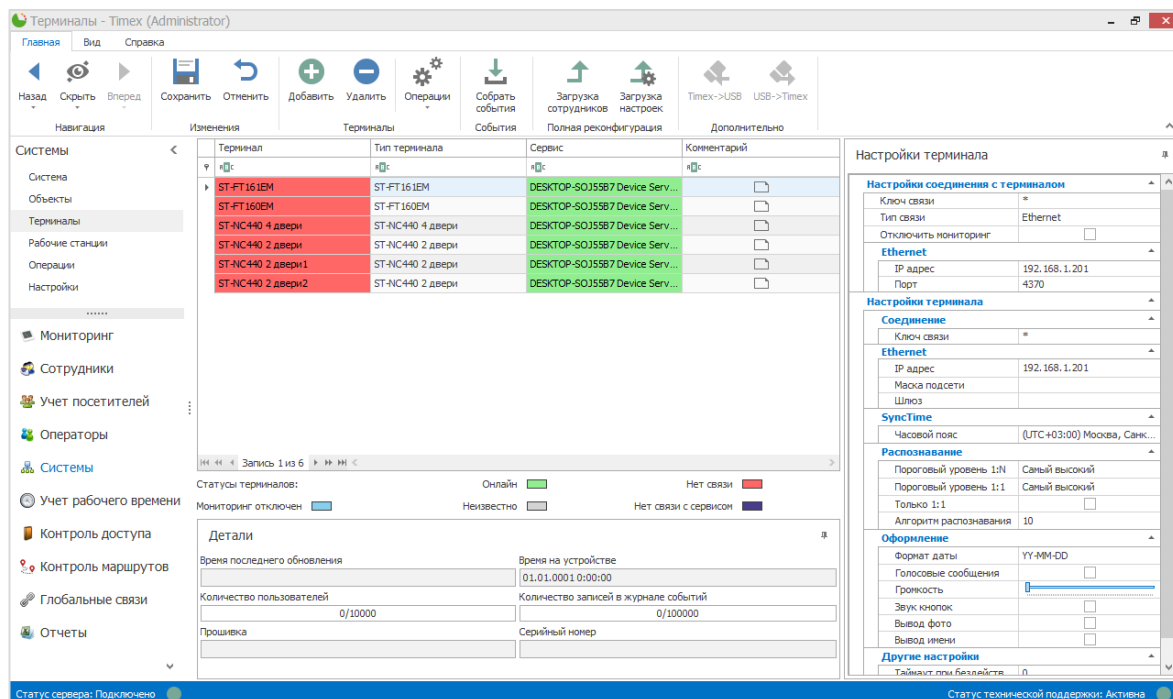 Терминалы - Timex (Administrator)
Главная Вид Справка
Назад Скрыть Вперед Сохранить Отменить Добавить Удалить Операции Собрать события Загрузка сотрудников Загрузка настроек Timex->USB USB->Timex
Навигация Изменения Терминалы События Полная реконфигурация Дополнительно
Системы
Система
Объекты
Терминалы
Рабочие станции
Операции
Настройки
Мониторинг
Сотрудники
Учет посетителей
Операторы
Системы
Учет рабочего времени
Контроль доступа
Контроль маршрутов
Глобальные связи
Отчеты
Терминал Тип терминала Сервис Комментарий
ST-FT161EM ST-FT161EM DESKTOP-SOJ55B7 Device Serv...
ST-FT160EM ST-FT160EM DESKTOP-SOJ55B7 Device Serv...
ST-NC440 4 двери ST-NC440 4 двери DESKTOP-SOJ55B7 Device Serv...
ST-NC440 2 двери ST-NC440 2 двери DESKTOP-SOJ55B7 Device Serv...
ST-NC440 2 двери1 ST-NC440 2 двери DESKTOP-SOJ55B7 Device Serv...
ST-NC440 2 двери2 ST-NC440 2 двери DESKTOP-SOJ55B7 Device Serv...
Запись 1 из 6
Статусы терминалов: Онлайн Нет связи
Мониторинг отключен Неизвестно Нет связи с сервисом
Детали
Время последнего обновления Время на устройстве
01.01.0001 0:00:00
Количество пользователей Количество записей в журнале событий
0/10000 0/100000
Прошивка Серийный номер
Настройки терминала
Настройки соединения с терминалом
Ключ связи *
Тип связи Ethernet
Отключить мониторинг
Ethernet
IP адрес 192.168.1.201
Порт 4370
Настройки терминала
Соединение
Ключ связи *
Ethernet
IP адрес 192.168.1.201
Маска подсети
Шлюз
SyncTime
Часовой пояс (UTC+03:00) Москва, Санк...
Распознавание
Пороговый уровень 1:N Самый высокий
Пороговый уровень 1:1 Самый высокий
Только 1:1
Алгоритм распознавания 10
Оформление
Формат даты YY-MM-DD
Голосовые сообщения
Громкость
Звук кнопок
Вывод фото
Вывод имени
Другие настройки
Таймаут при бездейств 0
Статус сервера: Подключено Статус технической поддержки: Активна